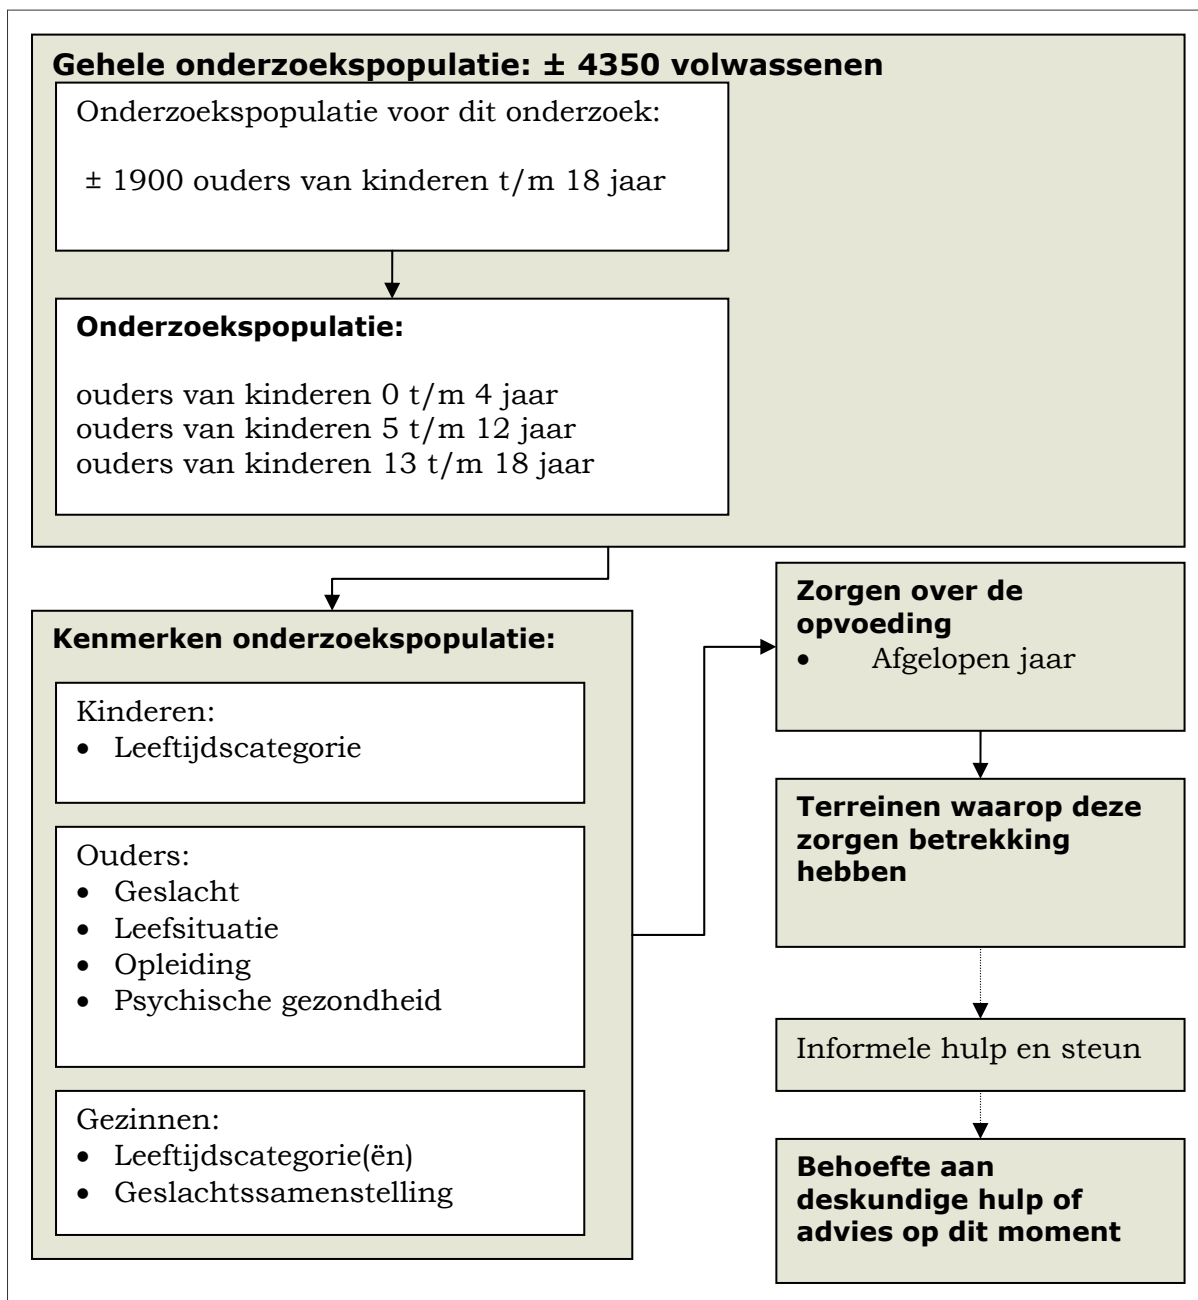 Gehele onderzoekspopulatie: ± 4350 volwassenen
Onderzoekspopulatie voor dit onderzoek:
± 1900 ouders van kinderen t/m 18 jaar
Onderzoekspopulatie:
ouders van kinderen 0 t/m 4 jaar
ouders van kinderen 5 t/m 12 jaar
ouders van kinderen 13 t/m 18 jaar
Kenmerken onderzoekspopulatie:
Kinderen:
• Leeftijdscategorie
Ouders:
• Geslacht
• Leefsituatie
• Opleiding
• Psychische gezondheid
Gezinnen:
• Leeftijdscategorie(ën)
• Geslachtssamenstelling
Zorgen over de
opvoeding
• Afgelopen jaar
Terreinen waarop deze
zorgen betrekking
hebben
Informele hulp en steun
Behoefte aan
deskundige hulp of
advies op dit moment